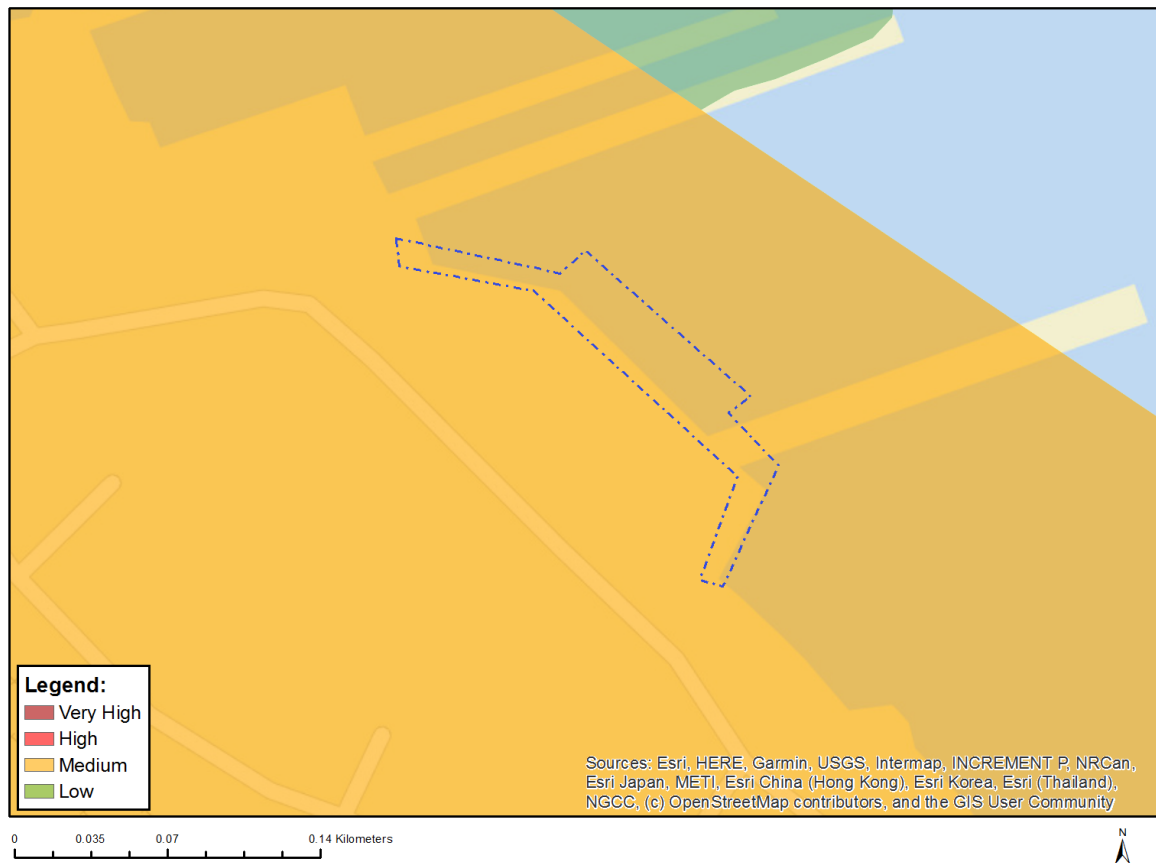 Legend:
Very High
High
Medium
Low
Sources: Esri, HERE, Garmin, USGS, Intermap, INCREMENT P, NRCan,
Esri Japan, METI, Esri China (Hong Kong), Esri Korea, Esri (Thailand),
NGCC, (c) OpenStreetMap contributors, and the GIS User Community
0 0.035 0.07 0.14 Kilometers
N